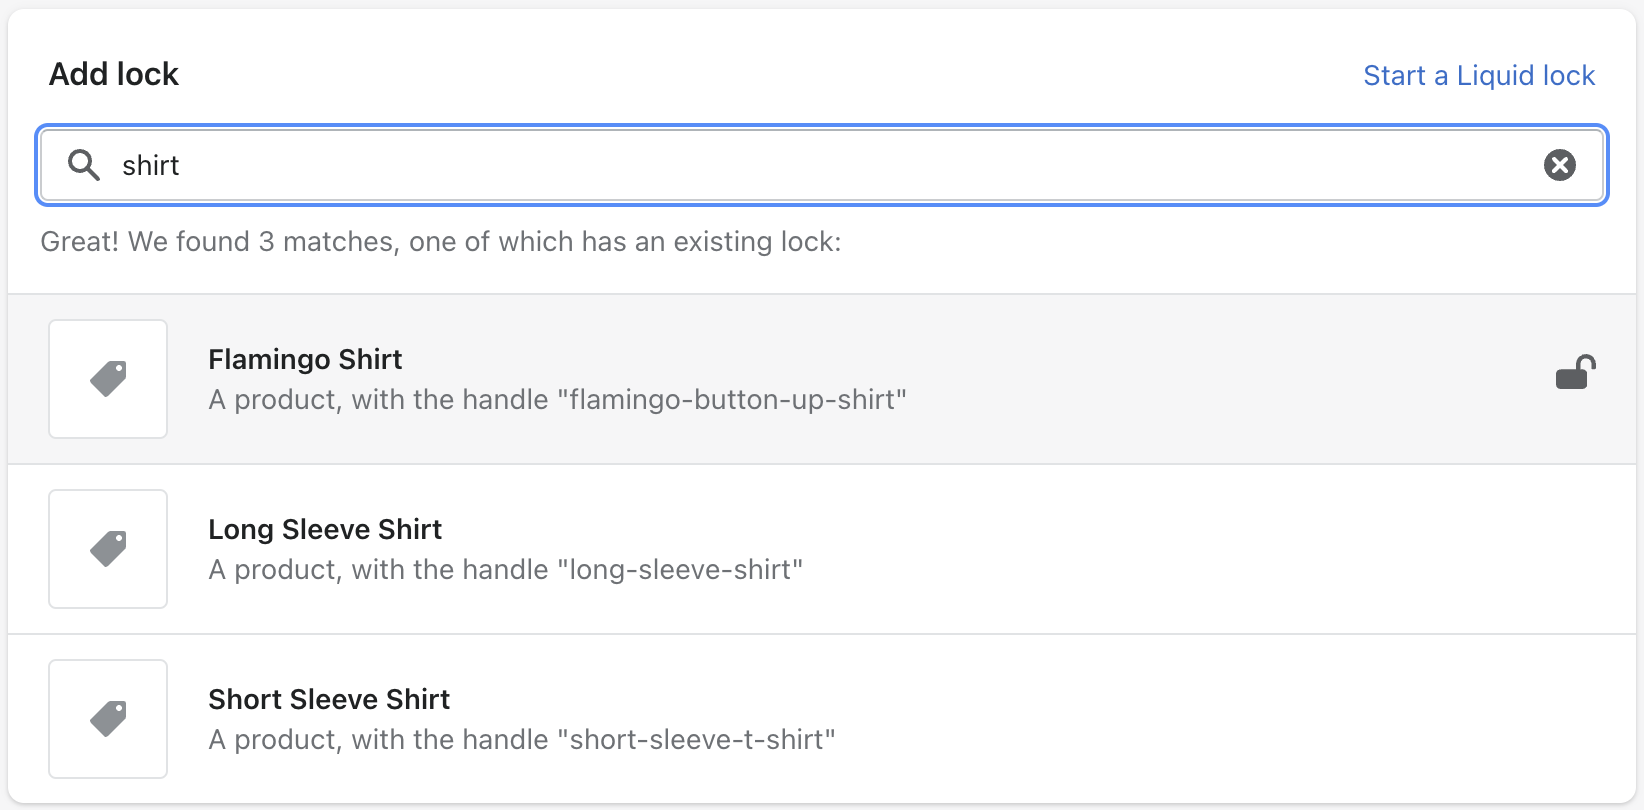 Add lock
Start a Liquid lock
shirt
Great! We found 3 matches, one of which has an existing lock:
Flamingo Shirt
A product, with the handle "flamingo-button-up-shirt"
Long Sleeve Shirt
A product, with the handle "long-sleeve-shirt"
Short Sleeve Shirt
A product, with the handle "short-sleeve-t-shirt"